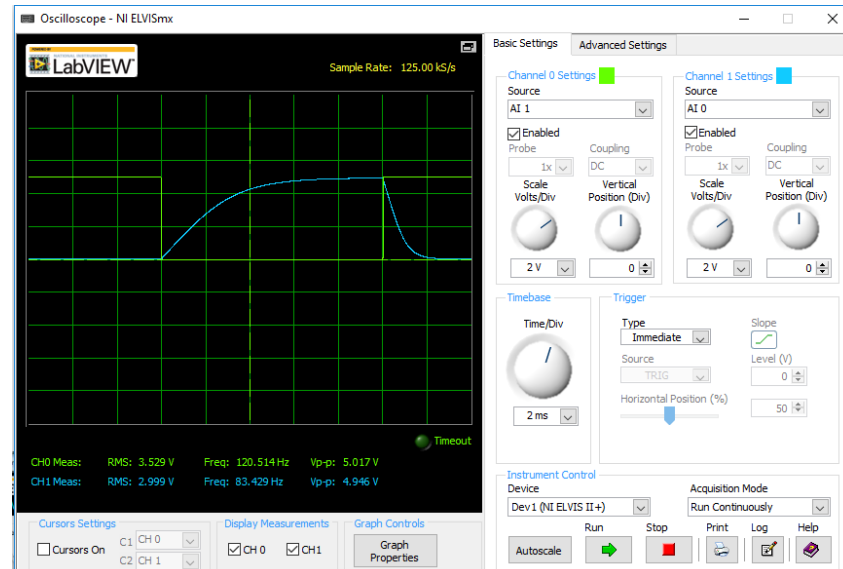 Oscilloscope - NI ELVISmx
LabVIEW
Sample Rate: 125.00 kS/s
CH0 Meas: RMS: 3.529 V Freq: 120.514 Hz Vp-p: 5.017 V
CH1 Meas: RMS: 2.999 V Freq: 83.429 Hz Vp-p: 4.946 V
Timeout
Cursors Settings
Cursors On
C1 CH 0
C2 CH 1
Display Measurements
CH 0 CH1
Graph Controls
Graph
Properties
Basic Settings Advanced Settings
Channel 0 Settings
Source
AI 1
Enabled
Probe Coupling
1x DC
Scale Vertical
Volts/Div Position (Div)
2 V 0
Channel 1 Settings
Source
AI 0
Enabled
Probe Coupling
1x DC
Scale Vertical
Volts/Div Position (Div)
2 V 0
Timebase
Time/Div
2 ms
Trigger
Type Slope
Immediate
Source Level (V)
TRIG 0
Horizontal Position (%)
50
Instrument Control
Device Acquisition Mode
Dev1 (NI ELVIS II+) Run Continuously
Run Stop Print Log Help
Autoscale